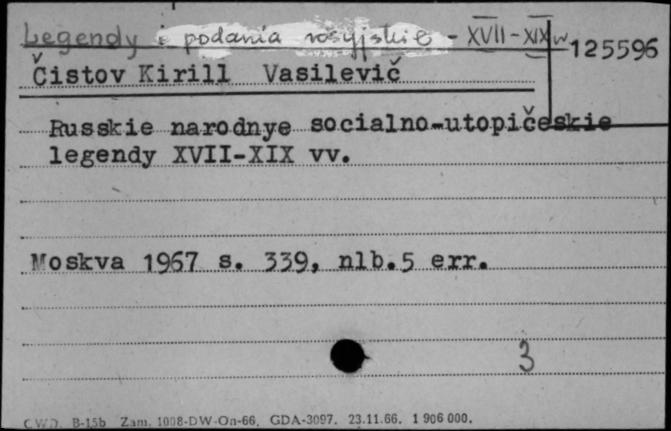 Legendy i podania rosyjskie - XVII-XIX w
125596
Čistov Kirill Vasilevič
Russkie narodnye socialno-utopičeskie
legendy XVII-XIX vv.
Moskva 1967 s. 339, nlb.5 err.
3
CWD. B-15b Zam. 1008-DW-On-66. GDA-3097. 23.11.66. 1 906 000.